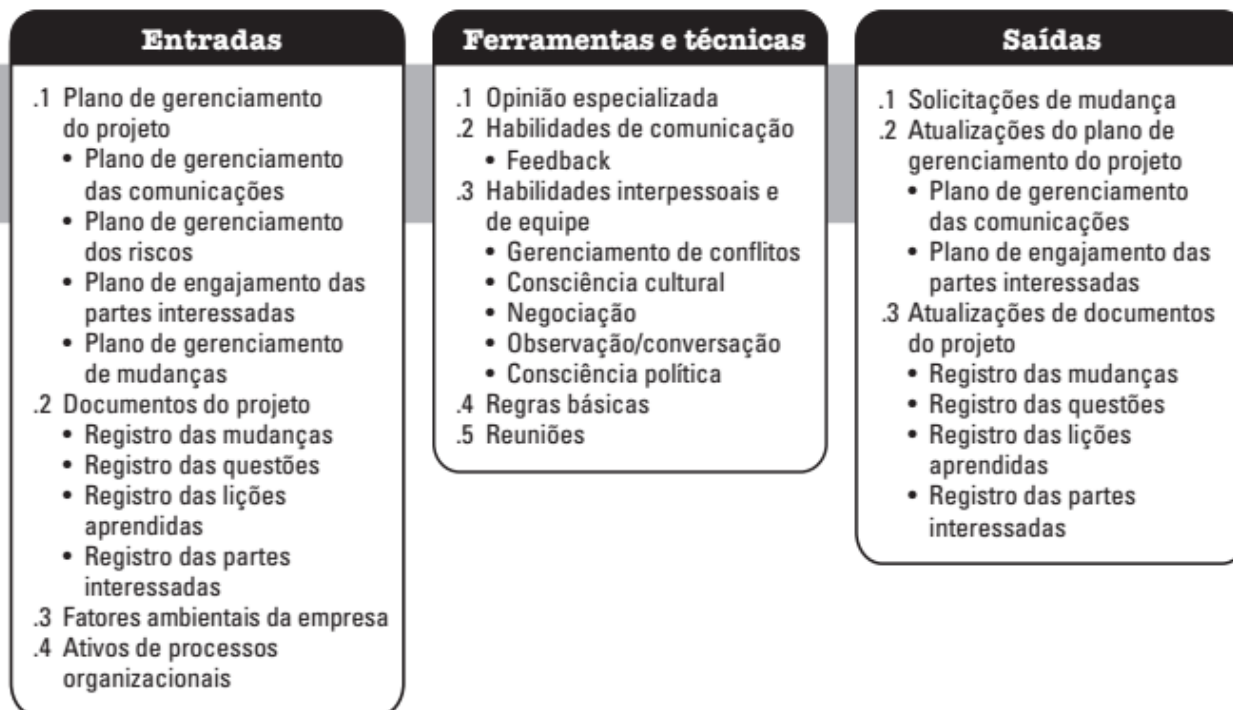 Entradas
.1 Plano de gerenciamento
do projeto
• Plano de gerenciamento
das comunicações
• Plano de gerenciamento
dos riscos
• Plano de engajamento das
partes interessadas
• Plano de gerenciamento
de mudanças
.2 Documentos do projeto
• Registro das mudanças
• Registro das questões
• Registro das lições
aprendidas
• Registro das partes
interessadas
.3 Fatores ambientais da empresa
.4 Ativos de processos
organizacionais
Ferramentas e técnicas
.1 Opinião especializada
.2 Habilidades de comunicação
• Feedback
.3 Habilidades interpessoais e
de equipe
• Gerenciamento de conflitos
• Consciência cultural
• Negociação
• Observação/conversação
• Consciência política
.4 Regras básicas
.5 Reuniões
Saídas
.1 Solicitações de mudança
.2 Atualizações do plano de
gerenciamento do projeto
• Plano de gerenciamento
das comunicações
• Plano de engajamento das
partes interessadas
.3 Atualizações de documentos
do projeto
• Registro das mudanças
• Registro das questões
• Registro das lições
aprendidas
• Registro das partes
interessadas